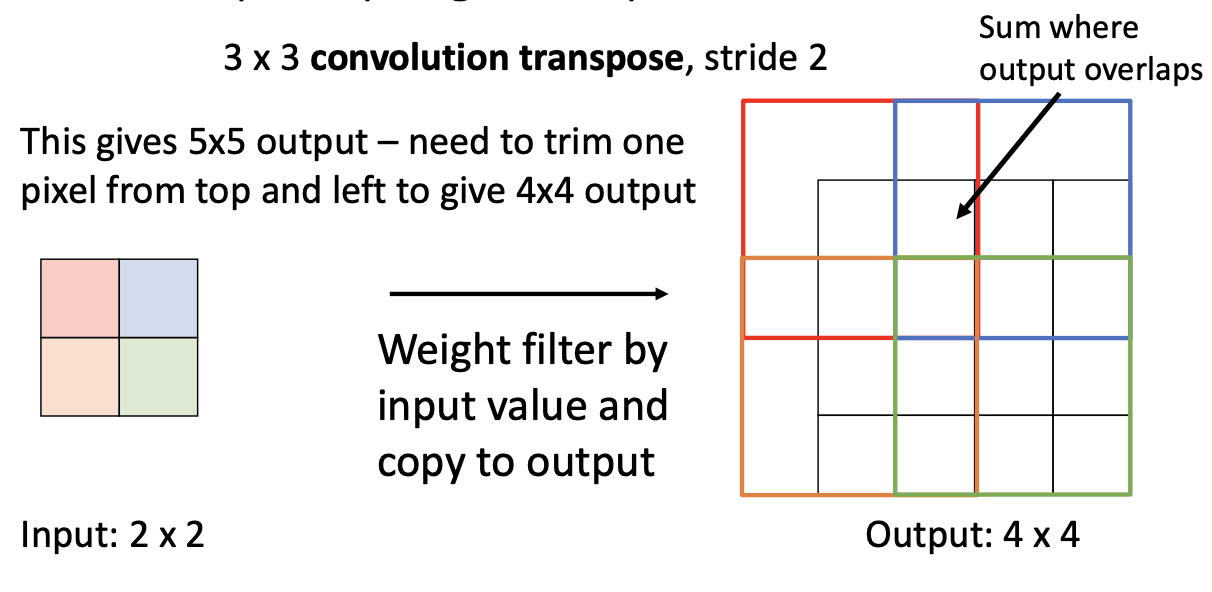 3 x 3 convolution transpose, stride 2
Sum where
output overlaps
This gives 5x5 output – need to trim one
pixel from top and left to give 4x4 output
Weight filter by
input value and
copy to output
Input: 2 x 2
Output: 4 x 4